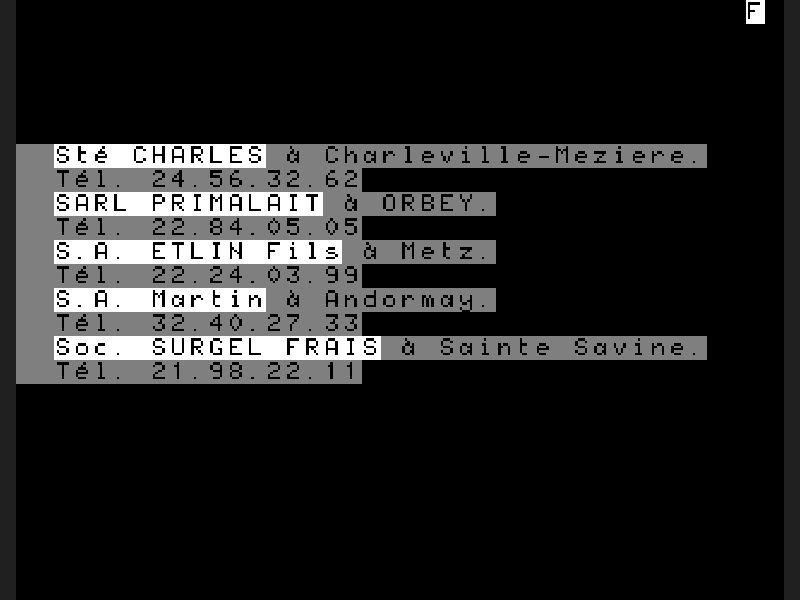 F
Sté CHARLES à Charleville-Meziere.
Tél. 24.56.32.62
SARL PRIMALAIT à ORBEY.
Tél. 22.84.05.05
S.A. ETLIN Fils à Metz.
Tél. 22.24.03.99
S.A. Martin à Andormay.
Tél. 32.40.27.33
Soc. SURGEL FRAIS à Sainte Savine.
Tél. 21.98.22.11